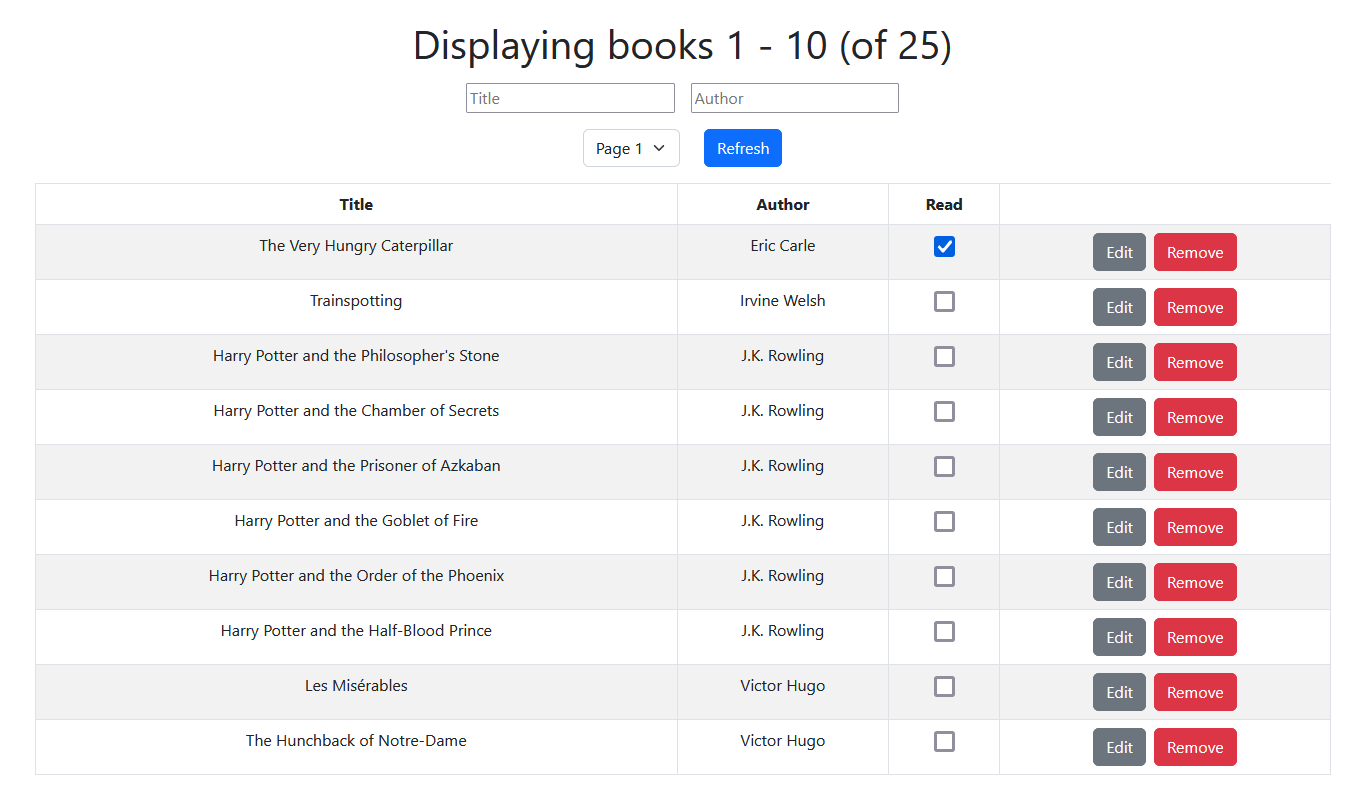 Displaying books 1 - 10 (of 25)
Title Author
Page 1 Refresh
Title Author Read
The Very Hungry Caterpillar Eric Carle Edit Remove
Trainspotting Irvine Welsh Edit Remove
Harry Potter and the Philosopher's Stone J.K. Rowling Edit Remove
Harry Potter and the Chamber of Secrets J.K. Rowling Edit Remove
Harry Potter and the Prisoner of Azkaban J.K. Rowling Edit Remove
Harry Potter and the Goblet of Fire J.K. Rowling Edit Remove
Harry Potter and the Order of the Phoenix J.K. Rowling Edit Remove
Harry Potter and the Half-Blood Prince J.K. Rowling Edit Remove
Les Misérables Victor Hugo Edit Remove
The Hunchback of Notre-Dame Victor Hugo Edit Remove